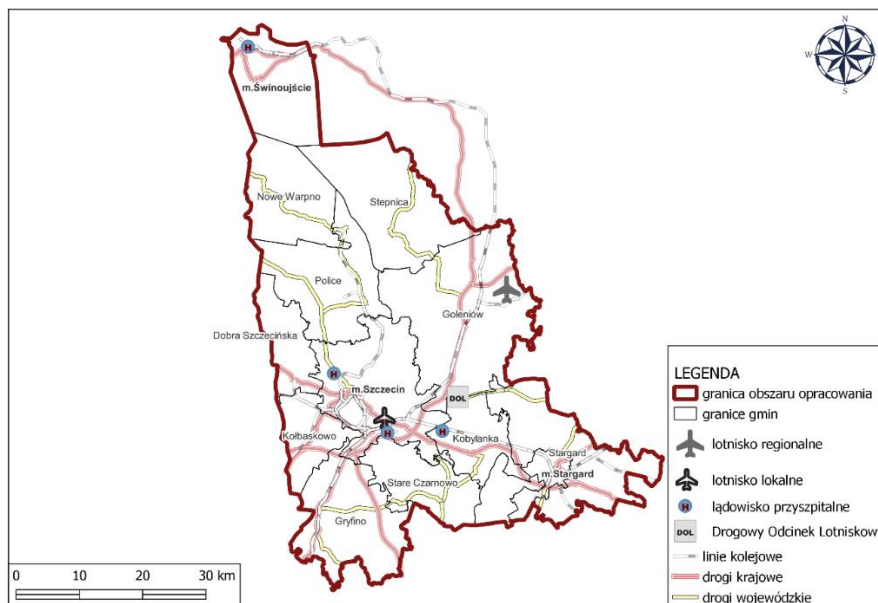 N
W
E
S
m.Świnoujście
Nowe Warpno
Stepnica
Police
Goleniów
Dobra Szczecińska
m.Szczecin
DOL
Kołbaskowo
Kobylanka
Stargard
m.Stargard
Stare Czarnowo
Gryfino
H
H
H
H
0 10 20 30 km
LEGENDA
granica obszaru opracowania
granice gmin
lotnisko regionalne
lotnisko lokalne
H lądowisko przyszpitalne
DOL Drogowy Odcinek Lotniskow
linie kolejowe
drogi krajowe
drogi wojewódzkie